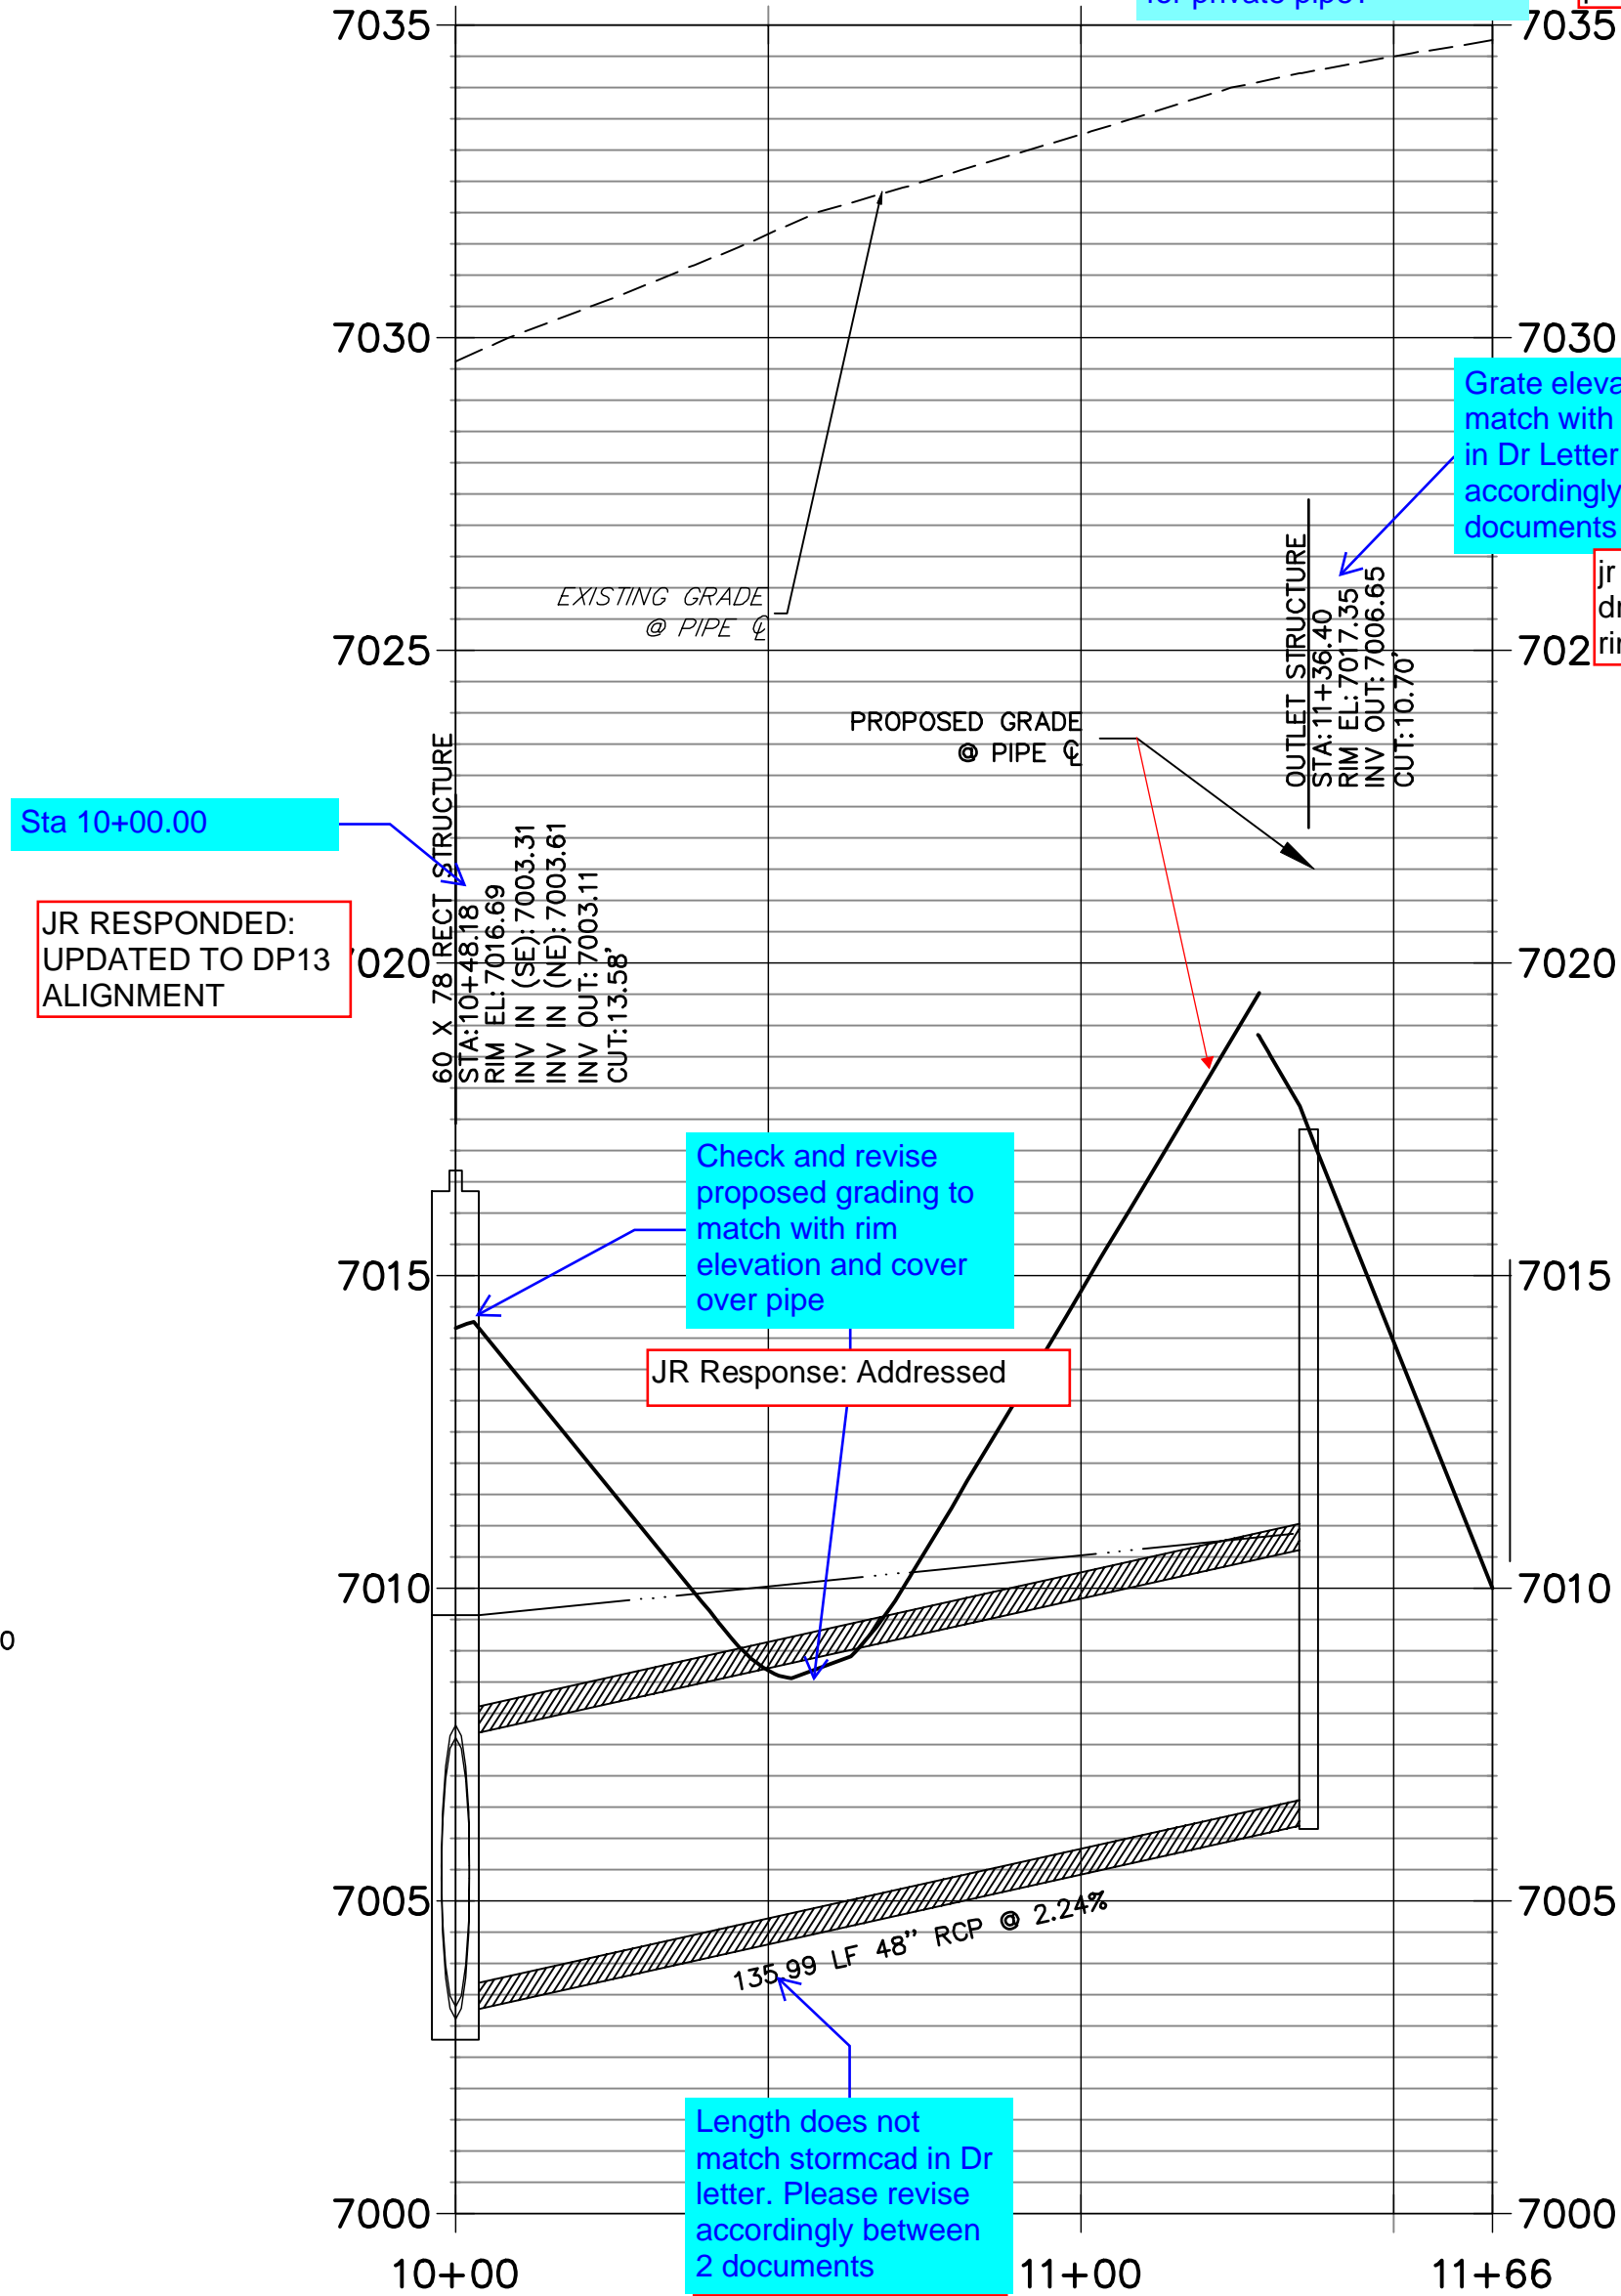 for private pipe?
7035
7035
7030
7030
Grate eleva
match with
in Dr Letter
accordingly
documents
jr
dr
rin
EXISTING GRADE
@ PIPE ℄
7025
702
OUTLET STRUCTURE
STA: 11+36.40
RIM EL: 7017.35
INV OUT: 7006.65
CUT: 10.70'
PROPOSED GRADE
@ PIPE ℄
Sta 10+00.00
JR RESPONDED:
UPDATED TO DP13
ALIGNMENT
60 X 78 RECT STRUCTURE
STA: 10+48.18
RIM EL: 7016.69
INV IN (SE): 7003.31
INV IN (NE): 7003.61
INV OUT: 7003.11
CUT: 13.58'
7020
7020
Check and revise
proposed grading to
match with rim
elevation and cover
over pipe
7015
7015
JR Response: Addressed
7010
7010
0
7005
7005
135.99 LF 48" RCP @ 2.24%
Length does not
match stormcad in Dr
letter. Please revise
accordingly between
2 documents
7000
7000
10+00
11+00
11+66